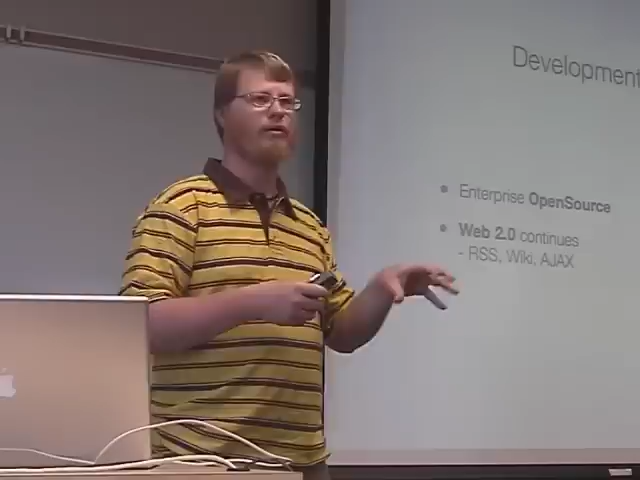 Development
• Enterprise OpenSource
• Web 2.0 continues
- RSS, Wiki, AJAX